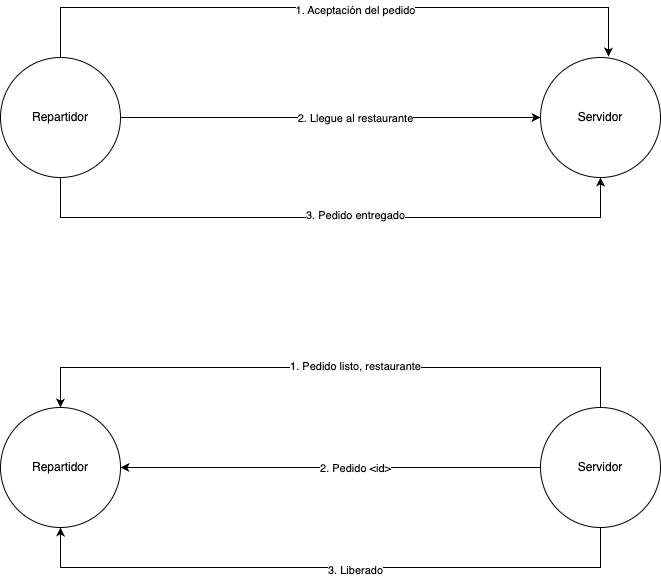 1. Aceptación del pedido
Repartidor
2. Llegue al restaurante
Servidor
3. Pedido entregado
1. Pedido listo, restaurante
Repartidor
2. Pedido <id>
Servidor
3. Liberado